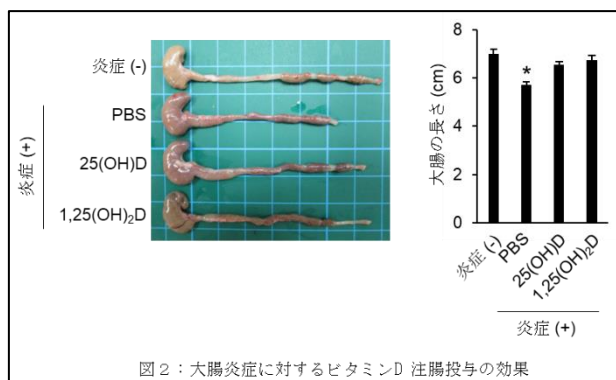 炎症 (-)
炎症 (+)
PBS
25(OH)D
1,25(OH)₂D
大腸の長さ (cm)
8
6
4
2
0
*
炎症 (-)
PBS
25(OH)D
1,25(OH)₂D
炎症 (+)
図２：大腸炎症に対するビタミンD 注腸投与の効果